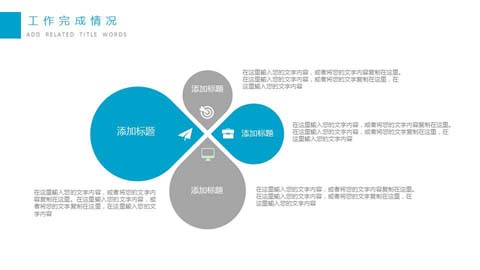 工作完成情况
ADD RELATED TITLE WORDS
添加标题
在这里输入您的文字内容，或者将您的文字内容复制在这里。
在这里输入您的文字内容，或者将您的文字复制在这里，在
这里输入您的文字内容
添加标题
添加标题
在这里输入您的文字内容，或者将您的文字内容复制在这里。
在这里输入您的文字内容，或者将您的文字复制在这里，在
这里输入您的文字内容
添加标题
在这里输入您的文字内容，或者将您的文字内
容复制在这里。在这里输入您的文字内容，或
者将您的文字复制在这里，在这里输入您的文
字内容
在这里输入您的文字内容，或者将您的文字内容复制在这里。
在这里输入您的文字内容，或者将您的文字复制在这里，在
这里输入您的文字内容